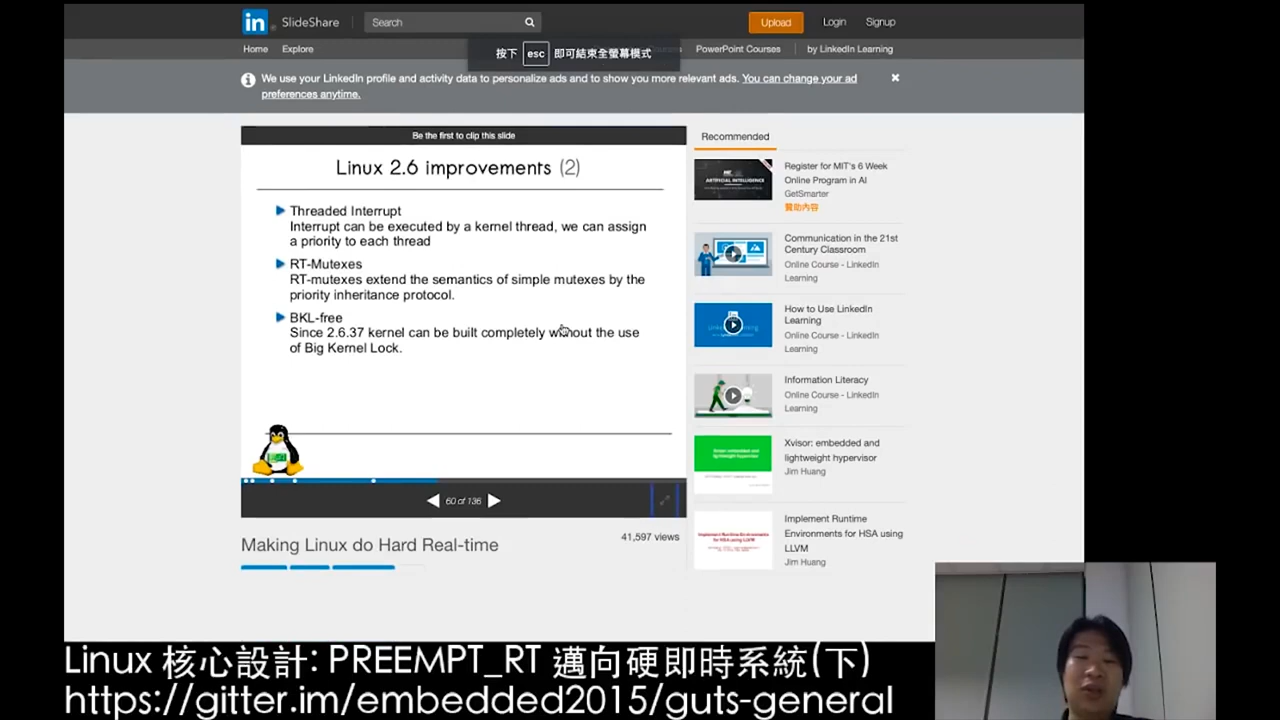 in SlideShare Search Upload Login Signup
Home Explore PowerPoint Courses by LinkedIn Learning
按下 esc 即可結束全螢幕模式
We use your LinkedIn profile and activity data to personalize ads and to show you more relevant ads. You can change your ad
preferences anytime.
Be the first to clip this slide
Linux 2.6 improvements (2)
Threaded Interrupt
Interrupt can be executed by a kernel thread, we can assign
a priority to each thread
RT-Mutexes
RT-mutexes extend the semantics of simple mutexes by the
priority inheritance protocol.
BKL-free
Since 2.6.37 kernel can be built completely without the use
of Big Kernel Lock.
60 of 136
Making Linux do Hard Real-time
41,597 views
Recommended
Register for MIT's 6 Week
Online Program in AI
GetSmarter
贊助內容
Communication in the 21st
Century Classroom
Online Course - LinkedIn
Learning
How to Use LinkedIn
Learning
Online Course - LinkedIn
Learning
Information Literacy
Online Course - LinkedIn
Learning
Xvisor: embedded and
lightweight hypervisor
Jim Huang
Implement Runtime
Environments for HSA using
LLVM
Jim Huang
Linux 核心設計: PREEMPT_RT 邁向硬即時系統(下)
https://gitter.im/embedded2015/guts-general